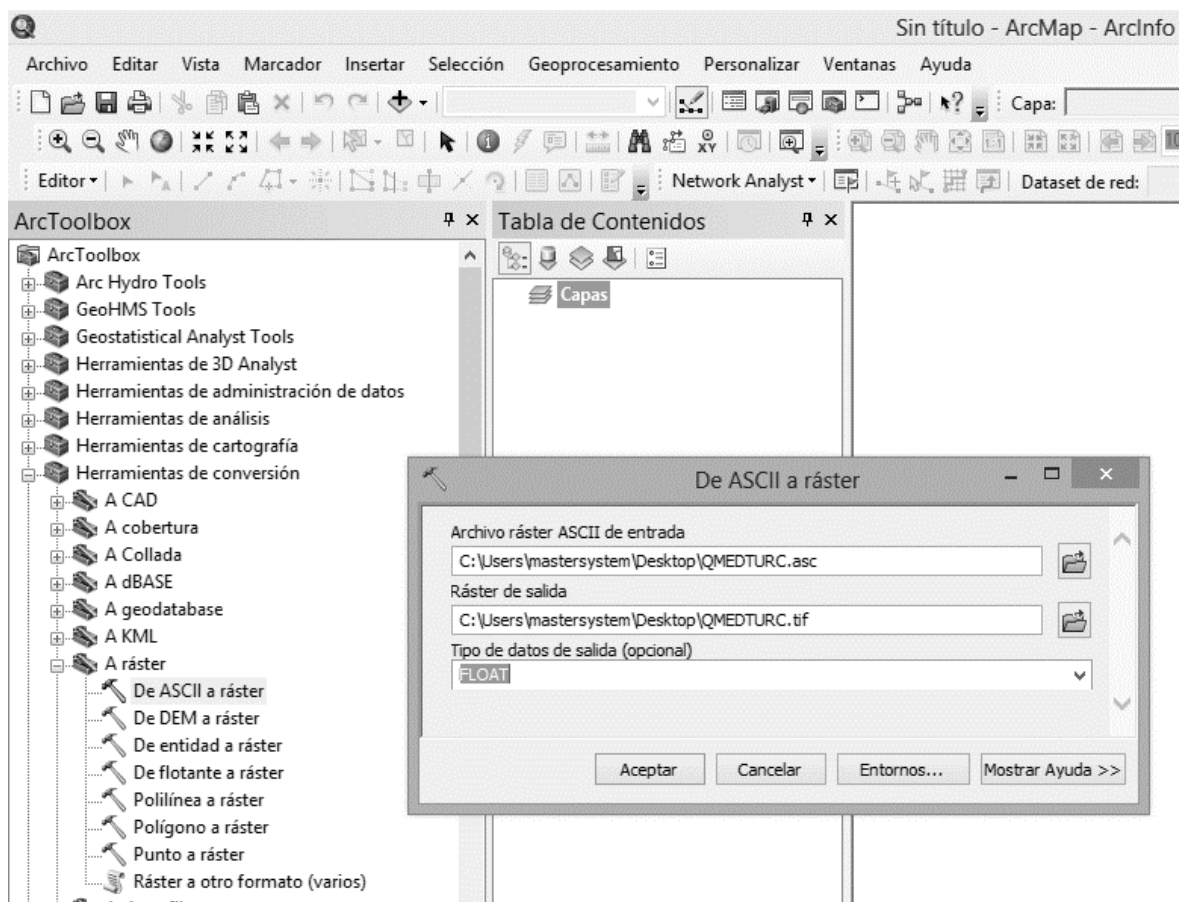 Sin título - ArcMap - ArcInfo
Archivo Editar Vista Marcador Insertar Selección Geoprocesamiento Personalizar Ventanas Ayuda
Capa:
Editor Network Analyst Dataset de red:
ArcToolbox
Tabla de Contenidos
ArcToolbox
Arc Hydro Tools
GeoHMS Tools
Geostatistical Analyst Tools
Herramientas de 3D Analyst
Herramientas de administración de datos
Herramientas de análisis
Herramientas de cartografía
Herramientas de conversión
A CAD
A cobertura
A Collada
A dBASE
A geodatabase
A KML
A ráster
De ASCII a ráster
De DEM a ráster
De entidad a ráster
De flotante a ráster
Polilínea a ráster
Polígono a ráster
Punto a ráster
Ráster a otro formato (varios)
Capas
De ASCII a ráster
Archivo ráster ASCII de entrada
C:\Users\mastersystem\Desktop\QMEDTURC.asc
Ráster de salida
C:\Users\mastersystem\Desktop\QMEDTURC.tif
Tipo de datos de salida (opcional)
FLOAT
Aceptar Cancelar Entornos... Mostrar Ayuda >>